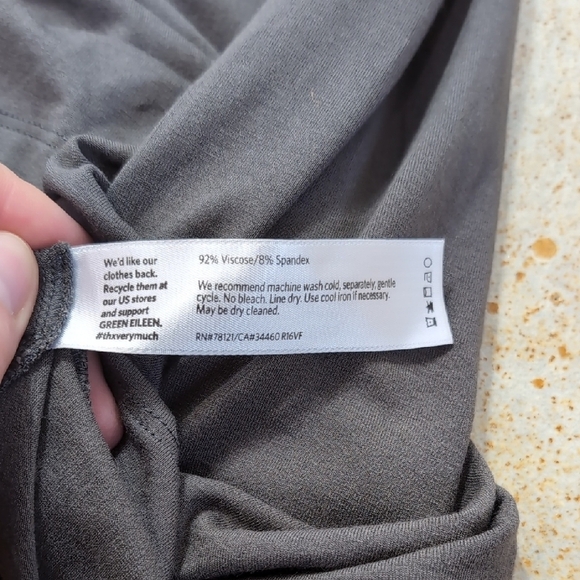 We'd like our
clothes back.
Recycle them at
our US stores
and support
GREEN EILEEN.
#thxverymuch
92% Viscose/8% Spandex
We recommend machine wash cold, separately, gentle
cycle. No bleach. Line dry. Use cool iron if necessary.
May be dry cleaned.
RN#78121/CA#34460 R16VF